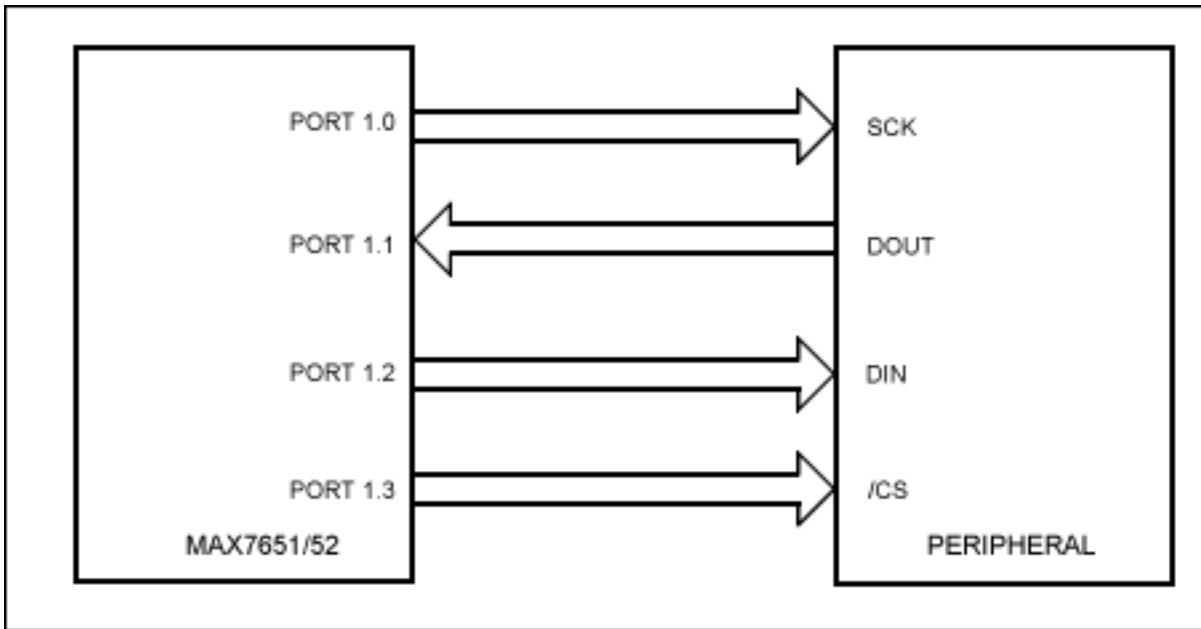 PORT 1.0
SCK
PORT 1.1
DOUT
PORT 1.2
DIN
PORT 1.3
/CS
MAX7651/52
PERIPHERAL